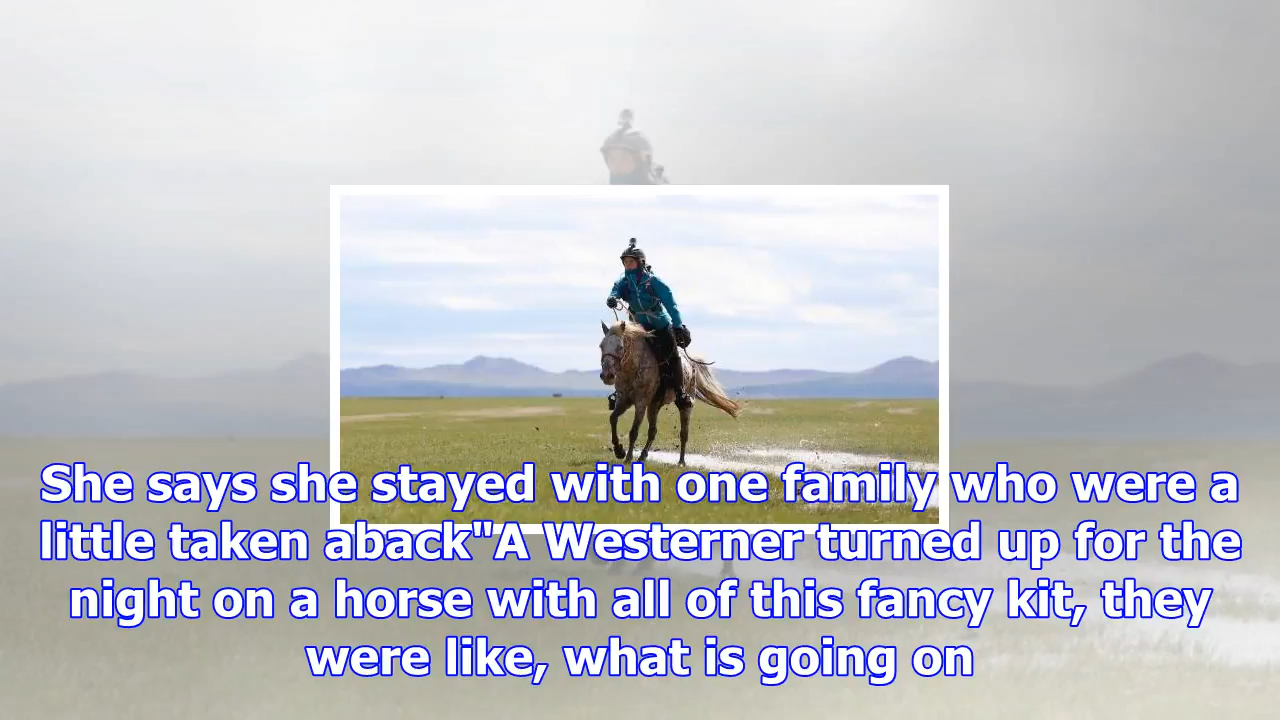 She says she stayed with one family who were a
little taken aback"A Westerner turned up for the
night on a horse with all of this fancy kit, they
were like, what is going on